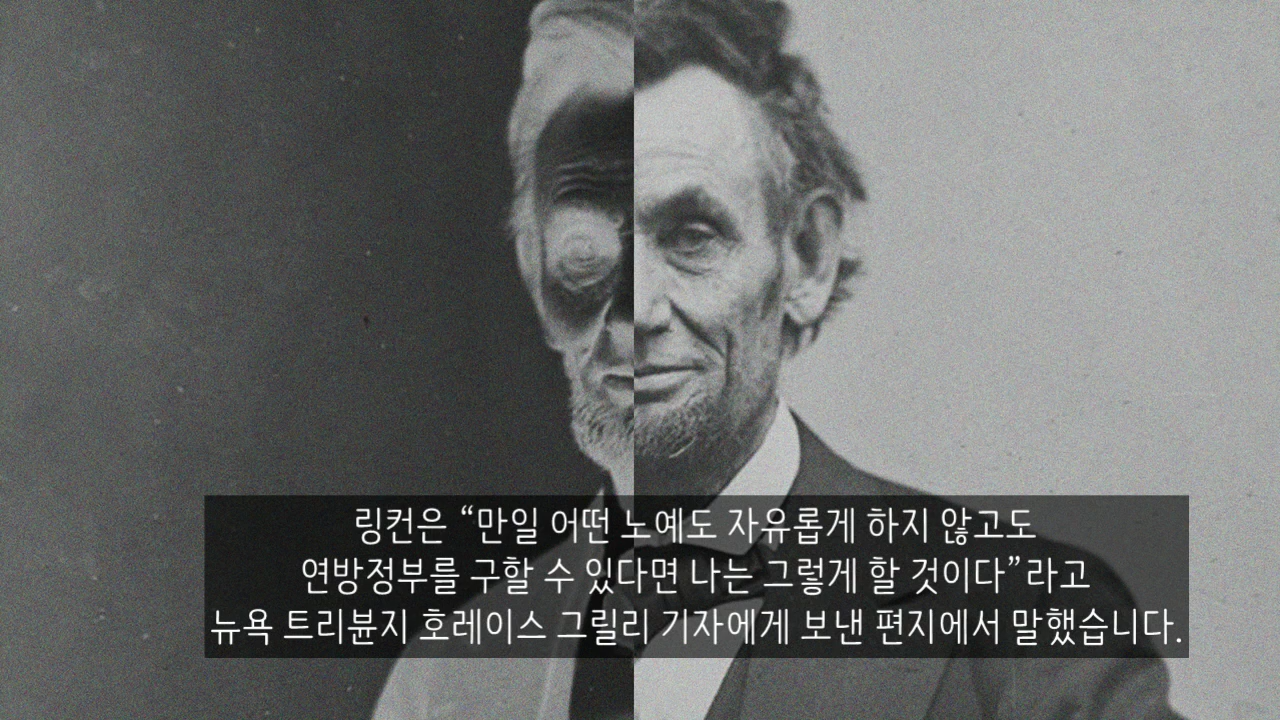 링컨은 “만일 어떤 노예도 자유롭게 하지 않고도
연방정부를 구할 수 있다면 나는 그렇게 할 것이다”라고
뉴욕 트리뷴지 호레이스 그릴리 기자에게 보낸 편지에서 말했습니다.